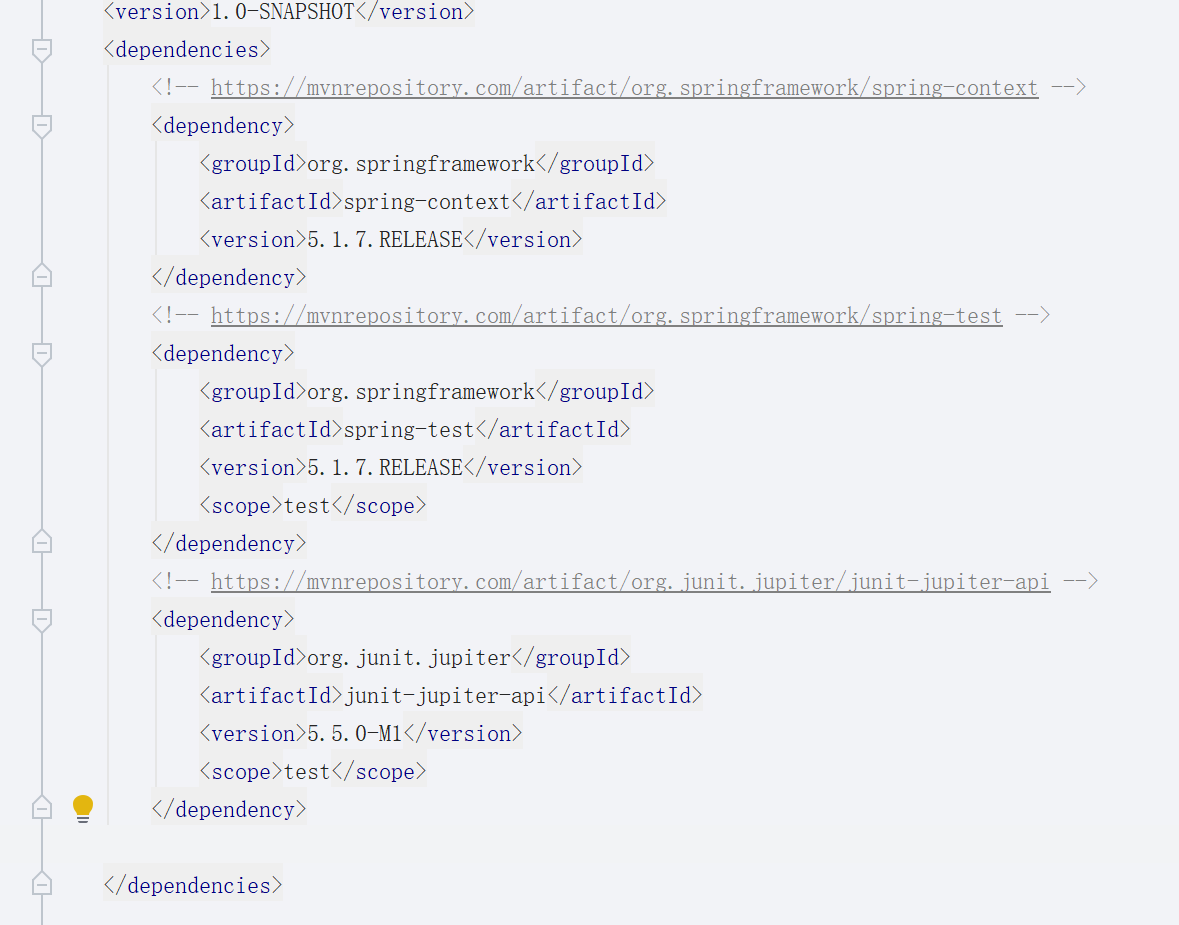 <version>1.0-SNAPSHOT</version>
<dependencies>
<!-- https://mvnrepository.com/artifact/org.springframework/spring-context -->
<dependency>
<groupId>org.springframework</groupId>
<artifactId>spring-context</artifactId>
<version>5.1.7.RELEASE</version>
</dependency>
<!-- https://mvnrepository.com/artifact/org.springframework/spring-test -->
<dependency>
<groupId>org.springframework</groupId>
<artifactId>spring-test</artifactId>
<version>5.1.7.RELEASE</version>
<scope>test</scope>
</dependency>
<!-- https://mvnrepository.com/artifact/org.junit.jupiter/junit-jupiter-api -->
<dependency>
<groupId>org.junit.jupiter</groupId>
<artifactId>junit-jupiter-api</artifactId>
<version>5.5.0-M1</version>
<scope>test</scope>
</dependency>
</dependencies>